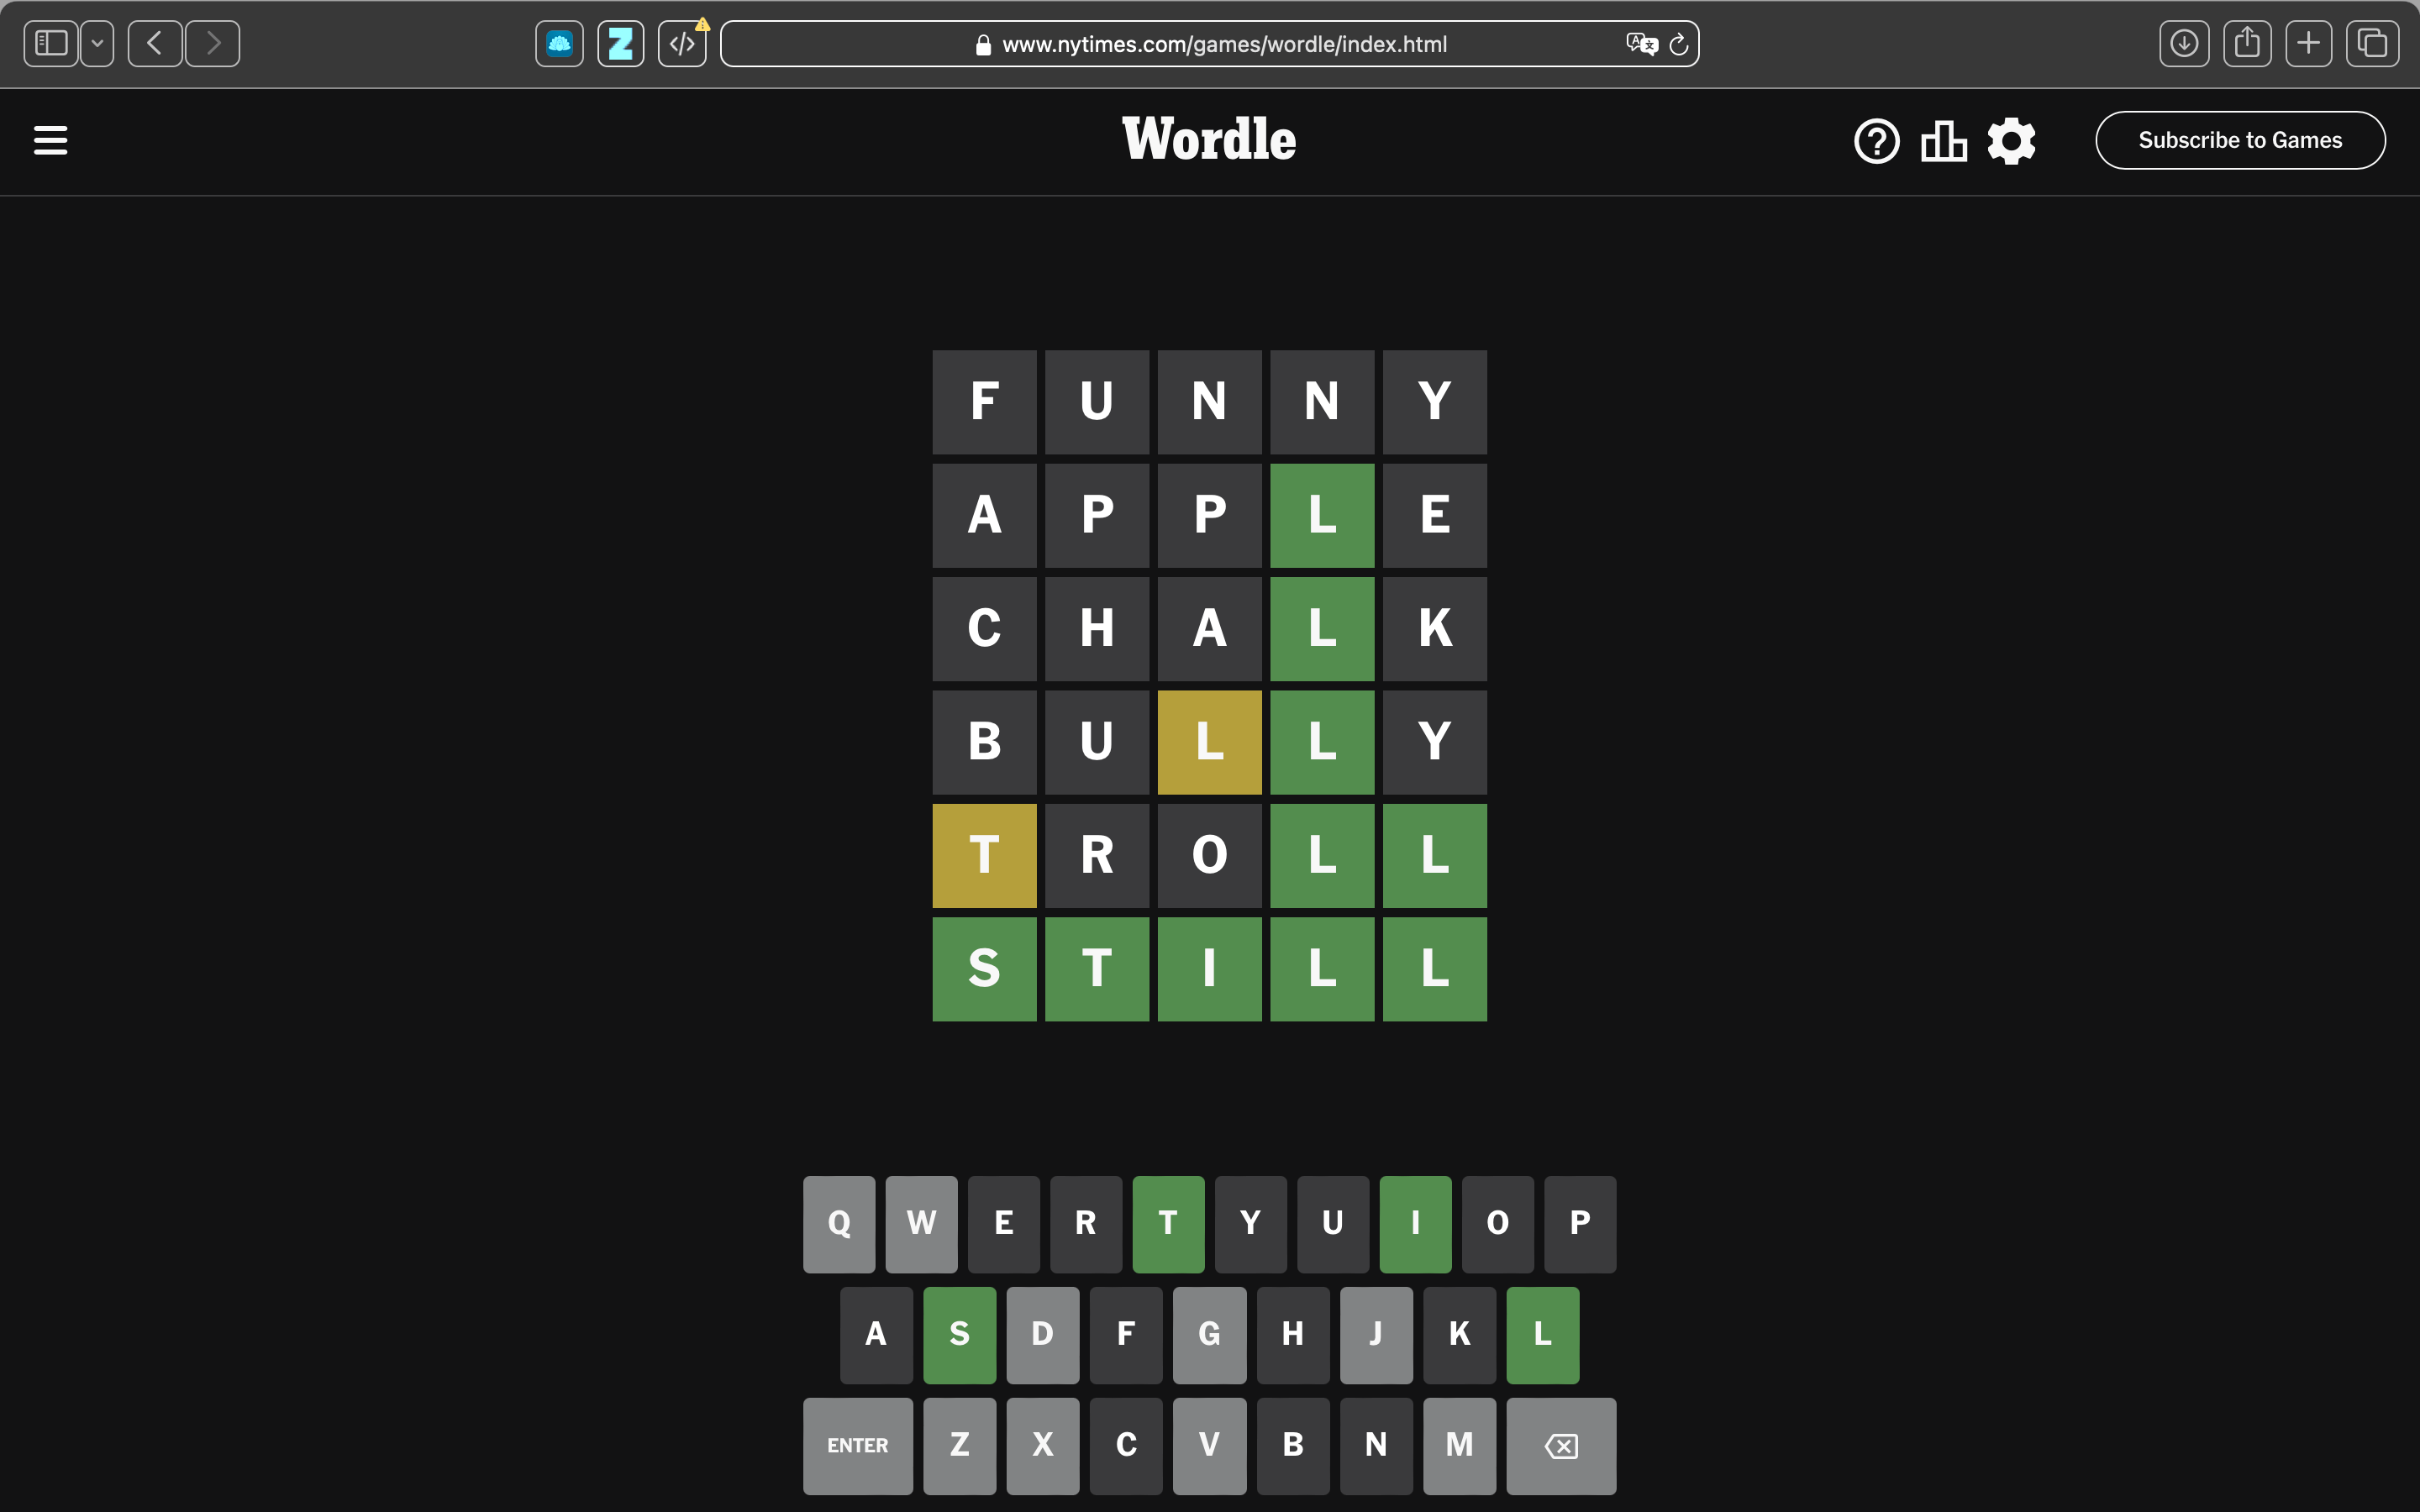 www.nytimes.com/games/wordle/index.html
Wordle
Subscribe to Games
F U N N Y
A P P L E
C H A L K
B U L L Y
T R O L L
S T I L L
Q W E R T Y U I O P
A S D F G H J K L
ENTER Z X C V B N M